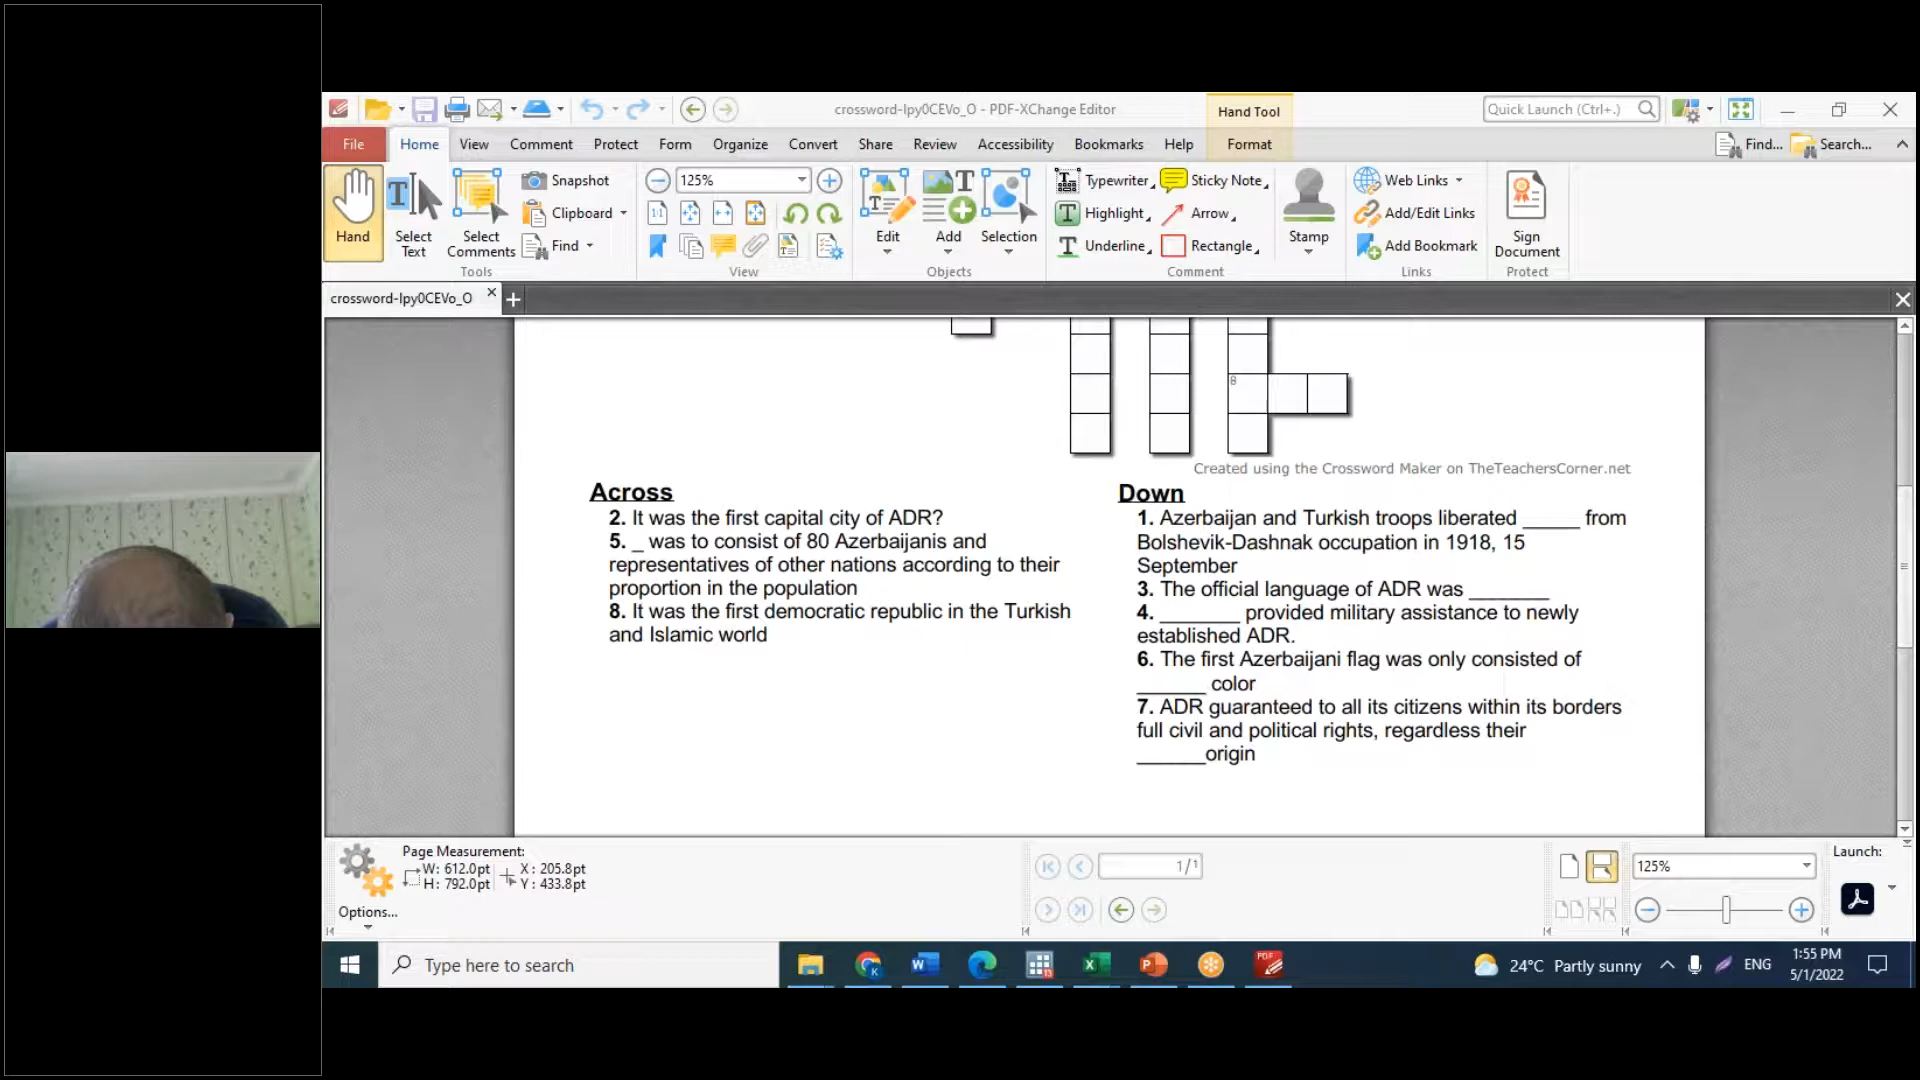 crossword-lpy0CEVo_O - PDF-XChange Editor
Hand Tool
Quick Launch (Ctrl+.)
File
Home
View
Comment
Protect
Form
Organize
Convert
Share
Review
Accessibility
Bookmarks
Help
Format
Find...
Search...
Hand
Select
Text
Select
Comments
Snapshot
Clipboard
Find
Tools
125%
View
Edit
Add
Selection
Objects
Typewriter
Sticky Note
Highlight
Arrow
Underline
Rectangle
Comment
Stamp
Web Links
Add/Edit Links
Add Bookmark
Links
Sign
Document
Protect
crossword-lpy0CEVo_O
8
Created using the Crossword Maker on TheTeachersCorner.net
Across
2. It was the first capital city of ADR?
5. _ was to consist of 80 Azerbaijanis and
representatives of other nations according to their
proportion in the population
8. It was the first democratic republic in the Turkish
and Islamic world
Down
1. Azerbaijan and Turkish troops liberated _____ from
Bolshevik-Dashnak occupation in 1918, 15
September
3. The official language of ADR was _______
4. _______ provided military assistance to newly
established ADR.
6. The first Azerbaijani flag was only consisted of
______ color
7. ADR guaranteed to all its citizens within its borders
full civil and political rights, regardless their
______origin
Page Measurement:
W: 612.0pt X: 205.8pt
H: 792.0pt Y: 433.8pt
Options...
1/1
125%
Launch:
Type here to search
24°C Partly sunny
ENG
1:55 PM
5/1/2022